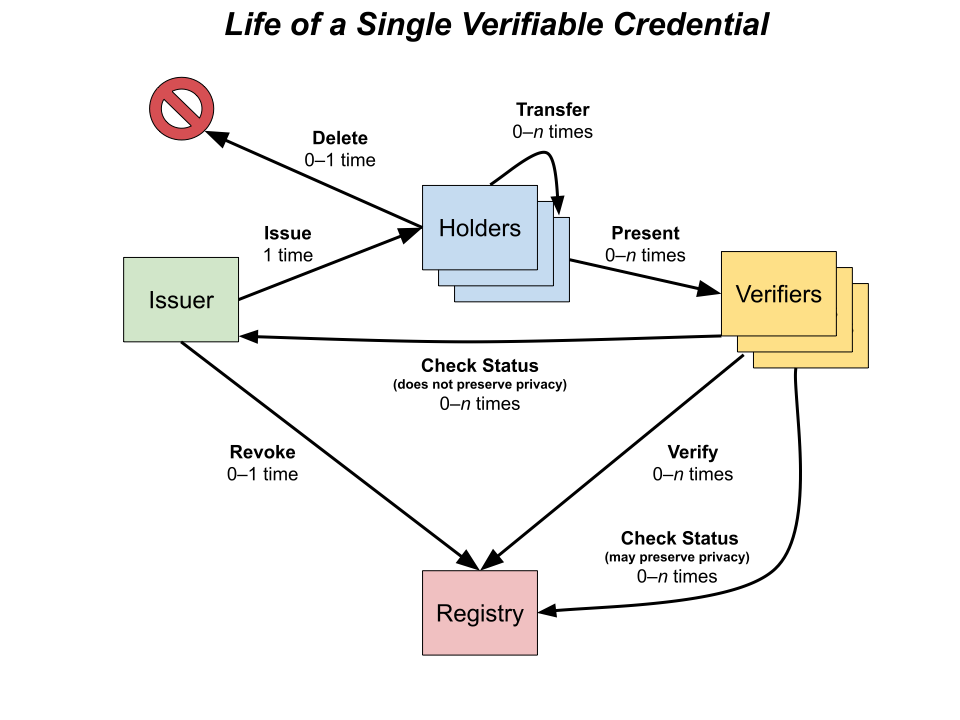 Life of a Single Verifiable Credential
Transfer
0–n times
Delete
0–1 time
Issue
1 time
Holders
Present
0–n times
Issuer
Verifiers
Check Status
(does not preserve privacy)
0–n times
Revoke
0–1 time
Verify
0–n times
Check Status
(may preserve privacy)
0–n times
Registry